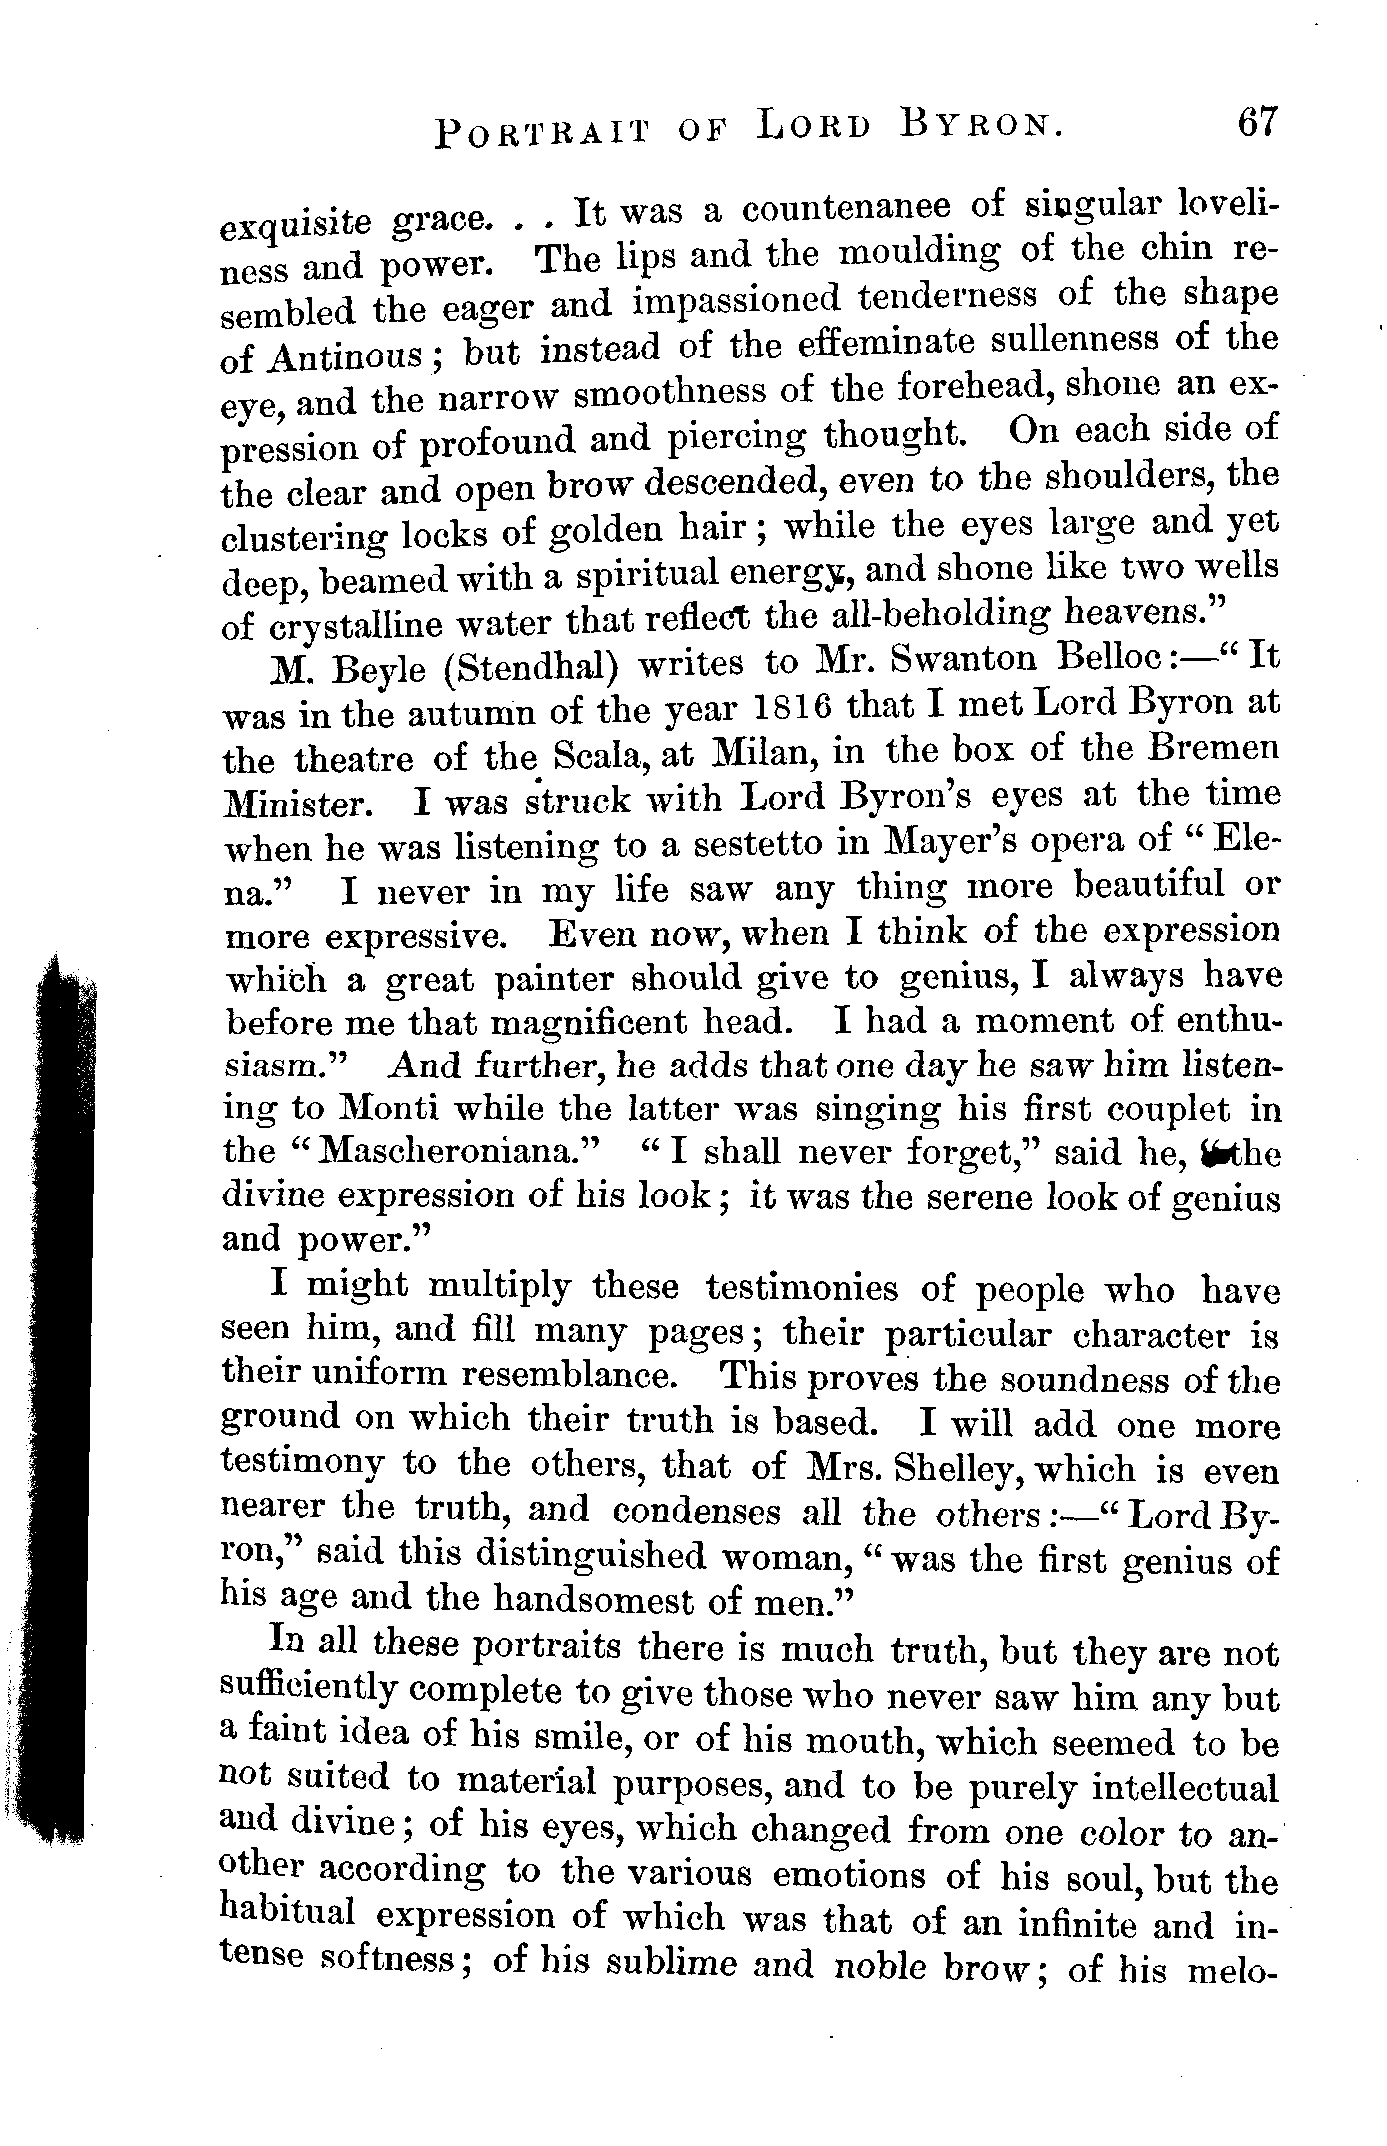 PORTRAIT OF LORD BYRON. 67
exquisite grace. . . It was a countenanee of singular loveli-
ness and power. The lips and the moulding of the chin re-
sembled the eager and impassioned tenderness of the shape
of Antinous ; but instead of the effeminate sullenness of the
eye, and the narrow smoothness of the forehead, shone an ex-
pression of profound and piercing thought. On each side of
the clear and open brow descended, even to the shoulders, the
clustering locks of golden hair ; while the eyes large and yet
deep, beamed with a spiritual energy, and shone like two wells
of crystalline water that reflect the all-beholding heavens."
M. Beyle (Stendhal) writes to Mr. Swanton Belloc :—" It
was in the autumn of the year 1816 that I met Lord Byron at
the theatre of the Scala, at Milan, in the box of the Bremen
Minister. I was struck with Lord Byron's eyes at the time
when he was listening to a sestetto in Mayer's opera of " Ele-
na." I never in my life saw any thing more beautiful or
more expressive. Even now, when I think of the expression
which a great painter should give to genius, I always have
before me that magnificent head. I had a moment of enthu-
siasm." And further, he adds that one day he saw him listen-
ing to Monti while the latter was singing his first couplet in
the " Mascheroniana." " I shall never forget," said he, "the
divine expression of his look ; it was the serene look of genius
and power."
I might multiply these testimonies of people who have
seen him, and fill many pages ; their particular character is
their uniform resemblance. This proves the soundness of the
ground on which their truth is based. I will add one more
testimony to the others, that of Mrs. Shelley, which is even
nearer the truth, and condenses all the others :—" Lord By-
ron," said this distinguished woman, " was the first genius of
his age and the handsomest of men."
In all these portraits there is much truth, but they are not
sufficiently complete to give those who never saw him any but
a faint idea of his smile, or of his mouth, which seemed to be
not suited to material purposes, and to be purely intellectual
and divine ; of his eyes, which changed from one color to an-
other according to the various emotions of his soul, but the
habitual expression of which was that of an infinite and in-
tense softness ; of his sublime and noble brow ; of his melo-